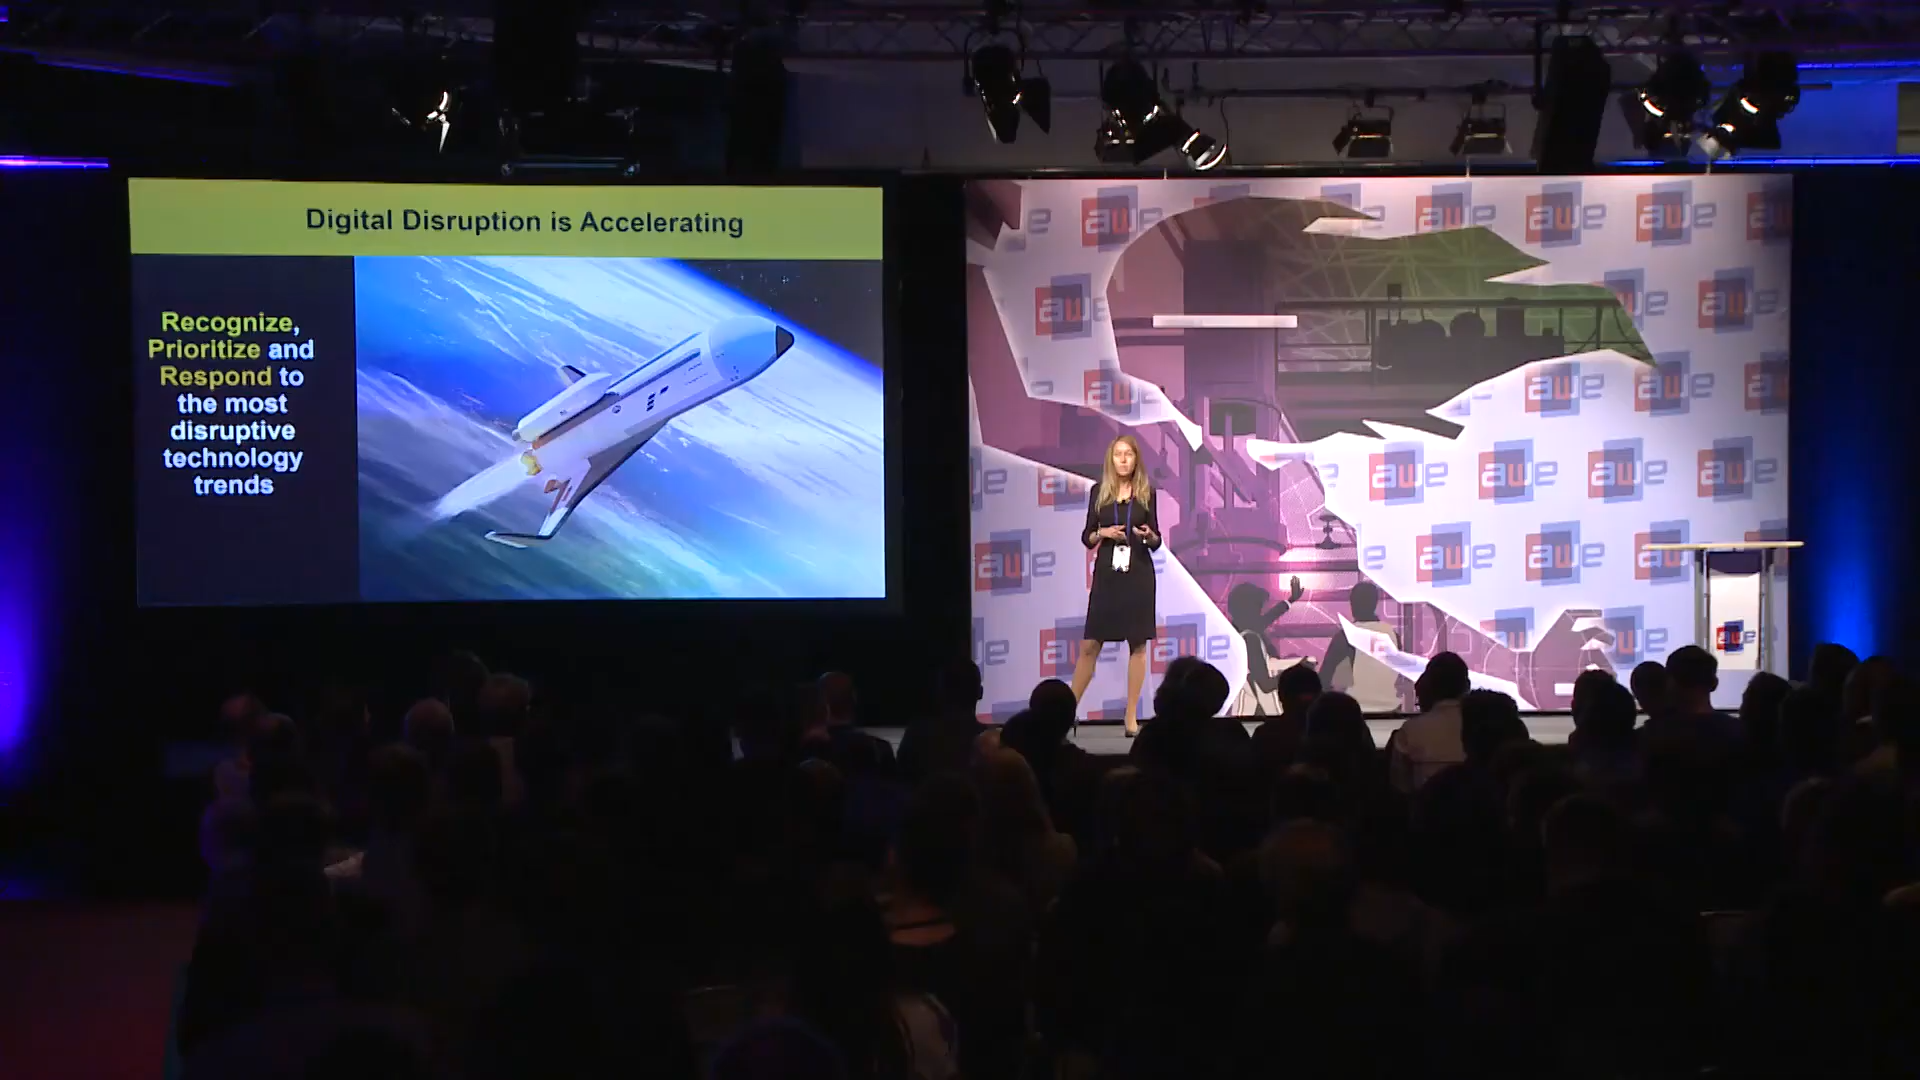 Digital Disruption is Accelerating
Recognize,
Prioritize and
Respond to
the most
disruptive
technology
trends
awe